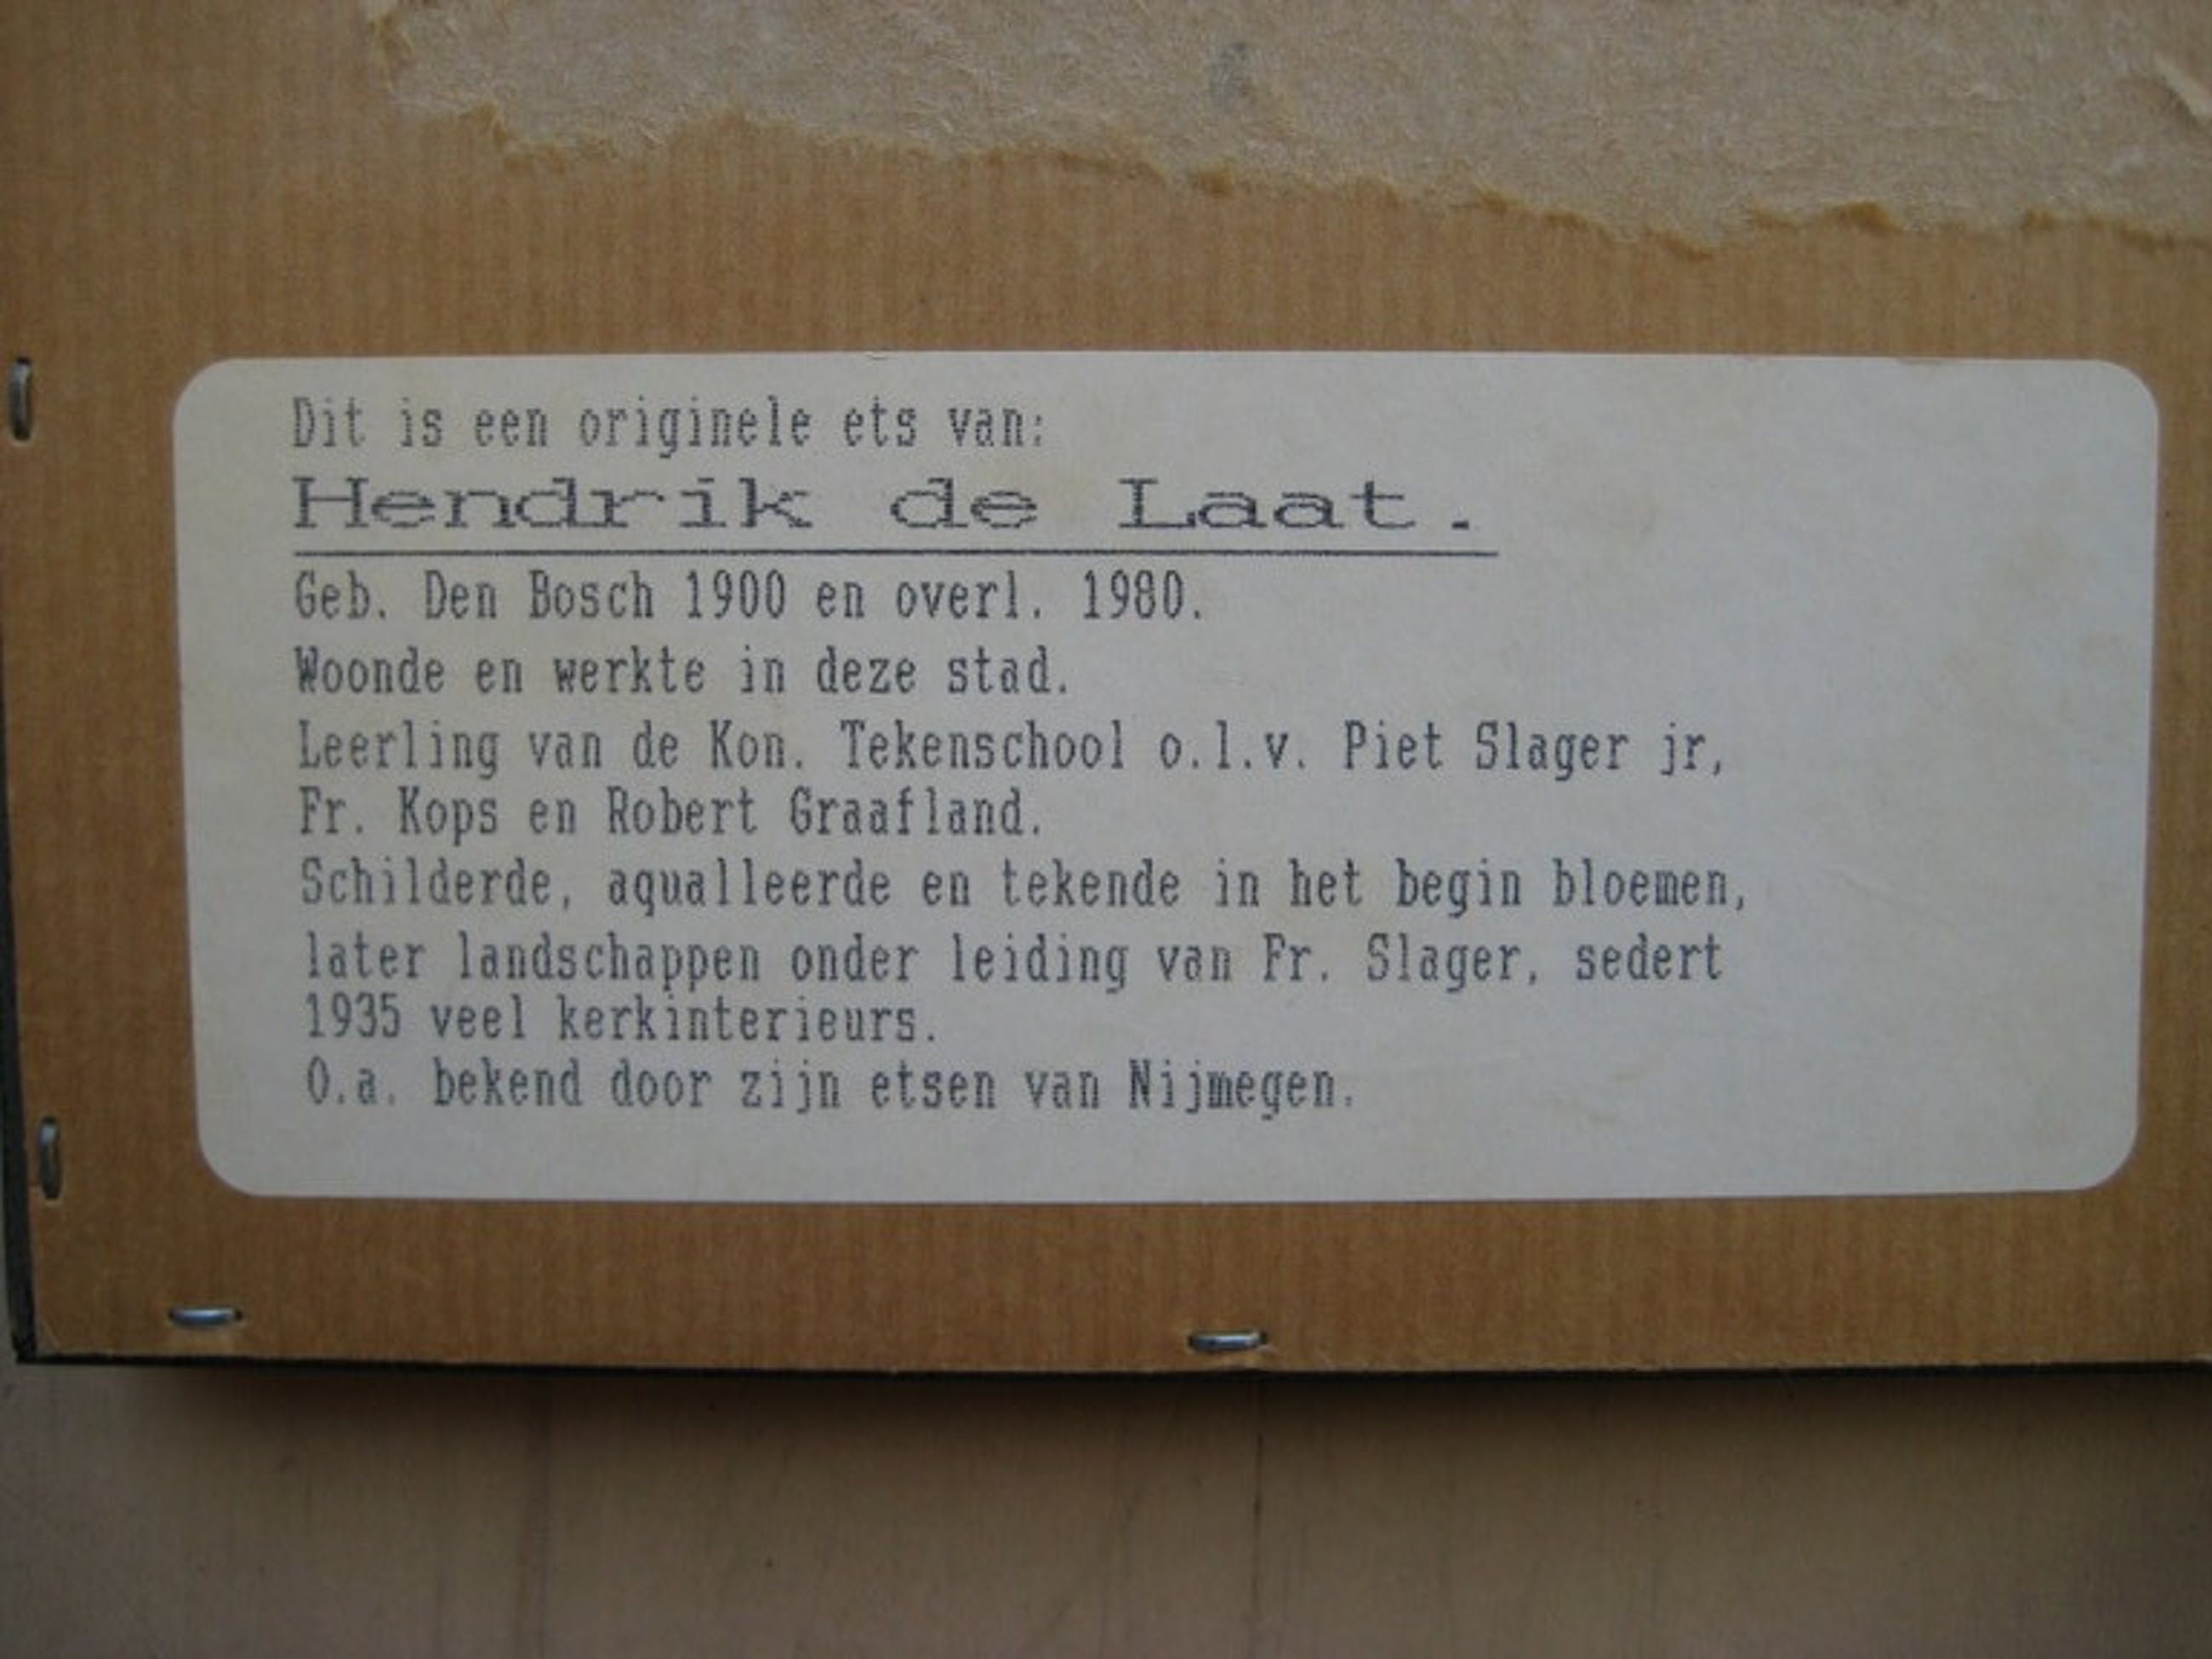 Dit is een originele ets van:
Hendrik de Laat.
Geb. Den Bosch 1900 en overl. 1980.
Woonde en werkte in deze stad.
Leerling van de Kon. Tekenschool o.l.v. Piet Slager jr,
Fr. Kops en Robert Graafland.
Schilderde, aqualleerde en tekende in het begin bloemen,
later landschappen onder leiding van Fr. Slager, sedert
1935 veel kerkinterieurs.
O.a. bekend door zijn etsen van Nijmegen.